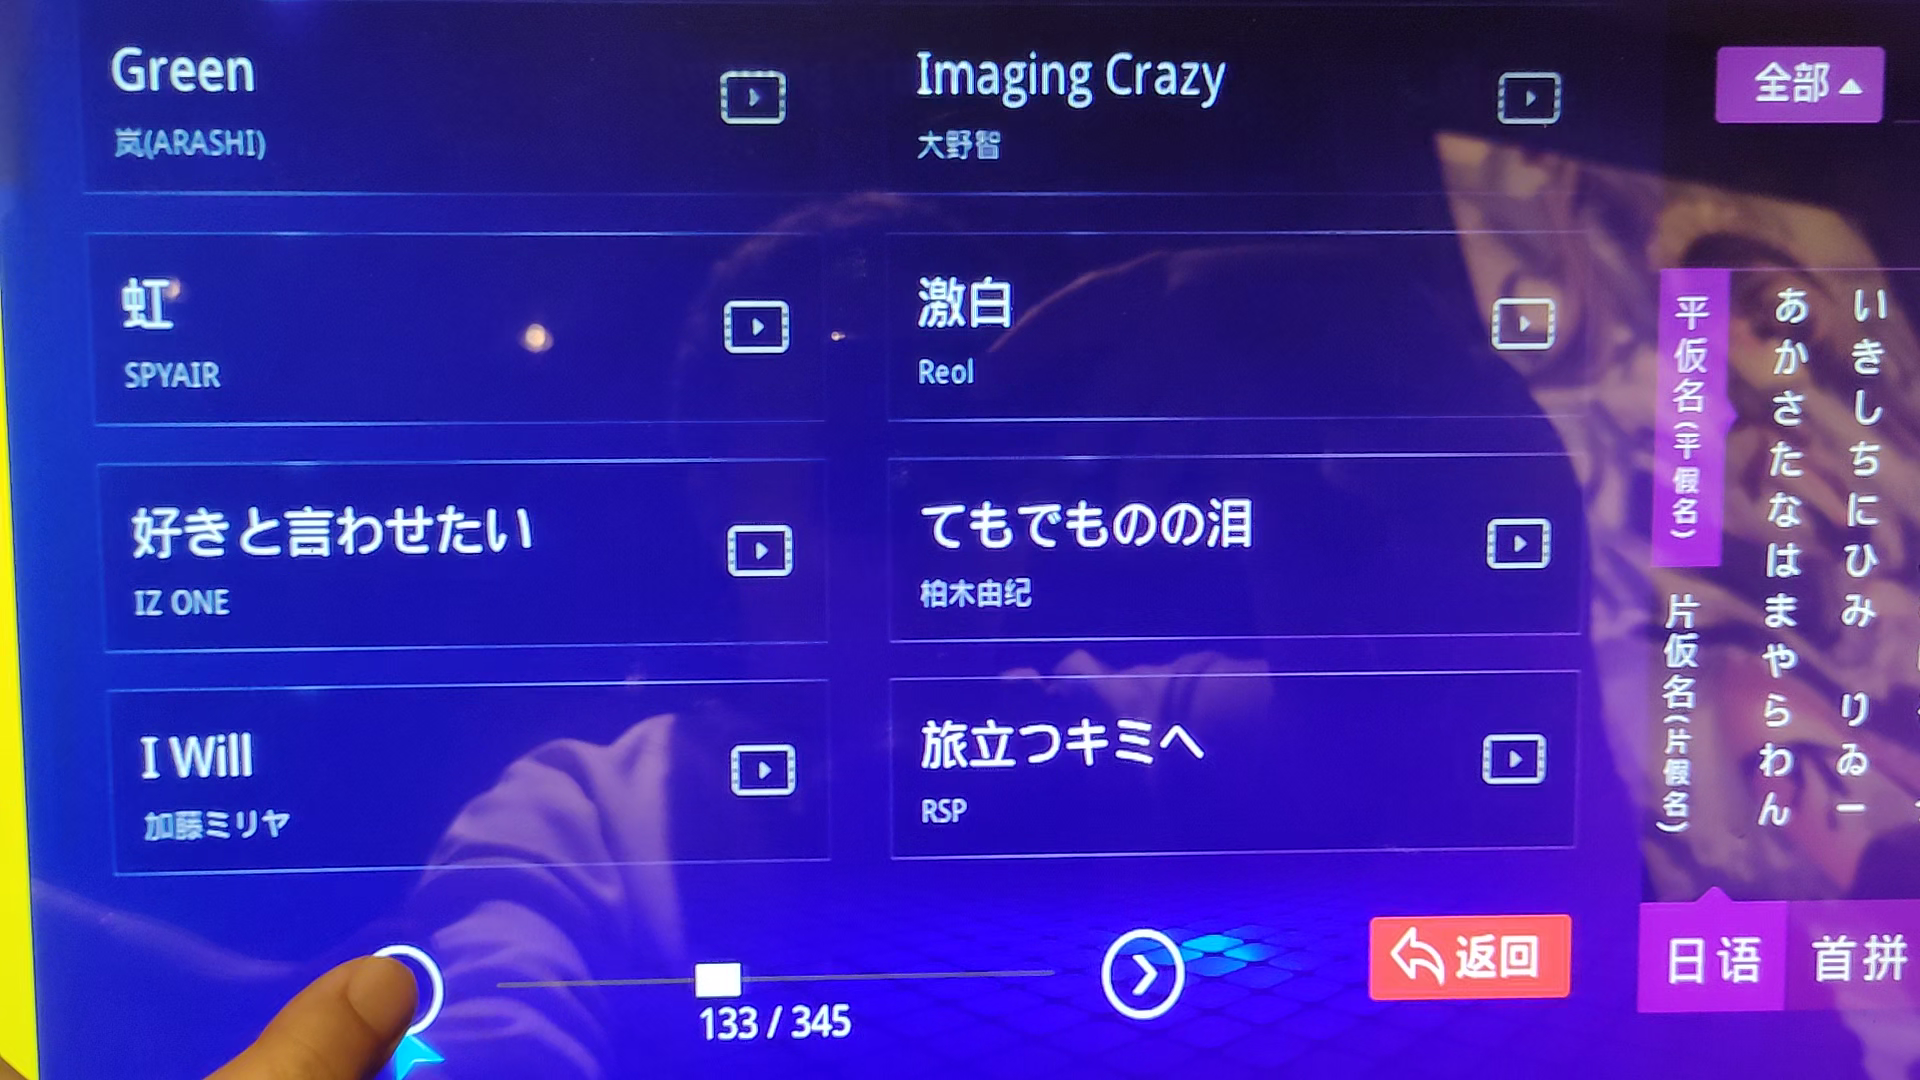 Green
岚(ARASHI)
Imaging Crazy
大野智
虹
SPYAIR
激白
Reol
好きと言わせたい
IZ ONE
てもでもものの泪
柏木由纪
I Will
加藤ミリヤ
旅立つキミへ
RSP
133 / 345
返回
全部
平仮名(平假名)
片仮名(片假名)
あかさたなはまやらわん
いきしちにひみ りゐー
日语
首拼